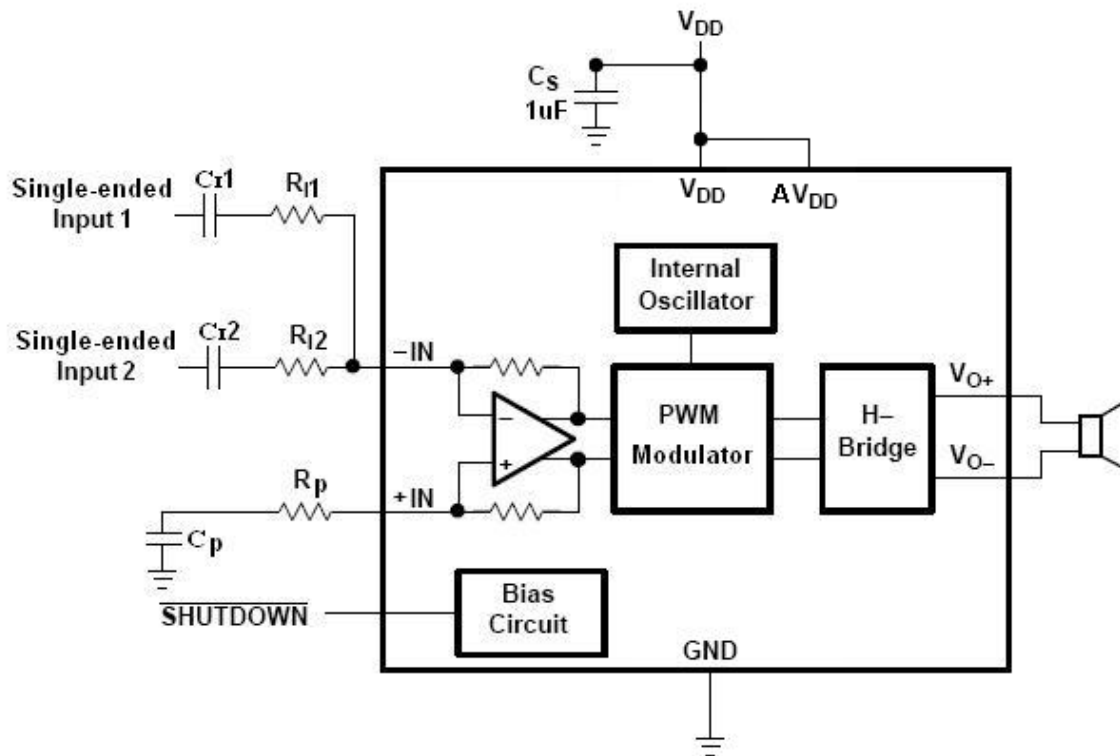 VDD
CS
1uF
Single-ended
Input 1
CI1
RI1
VDD
AVDD
Internal
Oscillator
Single-ended
Input 2
CI2
RI2
–IN
PWM
Modulator
H–
Bridge
VO+
VO–
–
+
Rp
+IN
Cp
SHUTDOWN
Bias
Circuit
GND